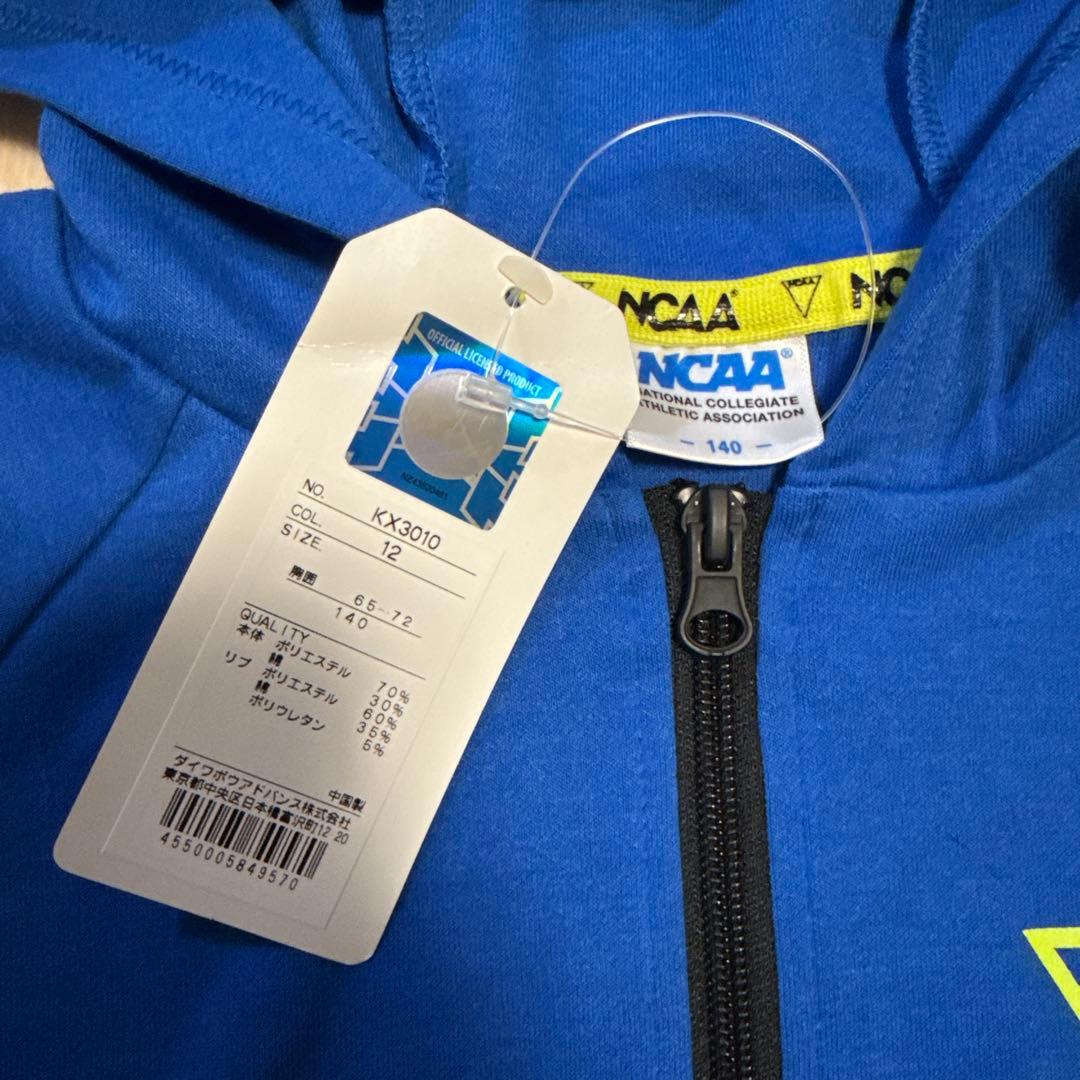 OFFICIAL LICENSED PRODUCT
NZ43520461
NO. KX3010
COL. 12
SIZE.
胸囲 65-72
140
QUALITY
本体 ポリエステル 70%
綿 30%
リブ ポリエステル 60%
綿 35%
ポリウレタン 5%
中国製
ダイワボウアドバンス株式会社
東京都中央区日本橋富沢町12 20
4550005849570
NCAA®
NCAA®
NATIONAL COLLEGIATE
ATHLETIC ASSOCIATION
- 140 -